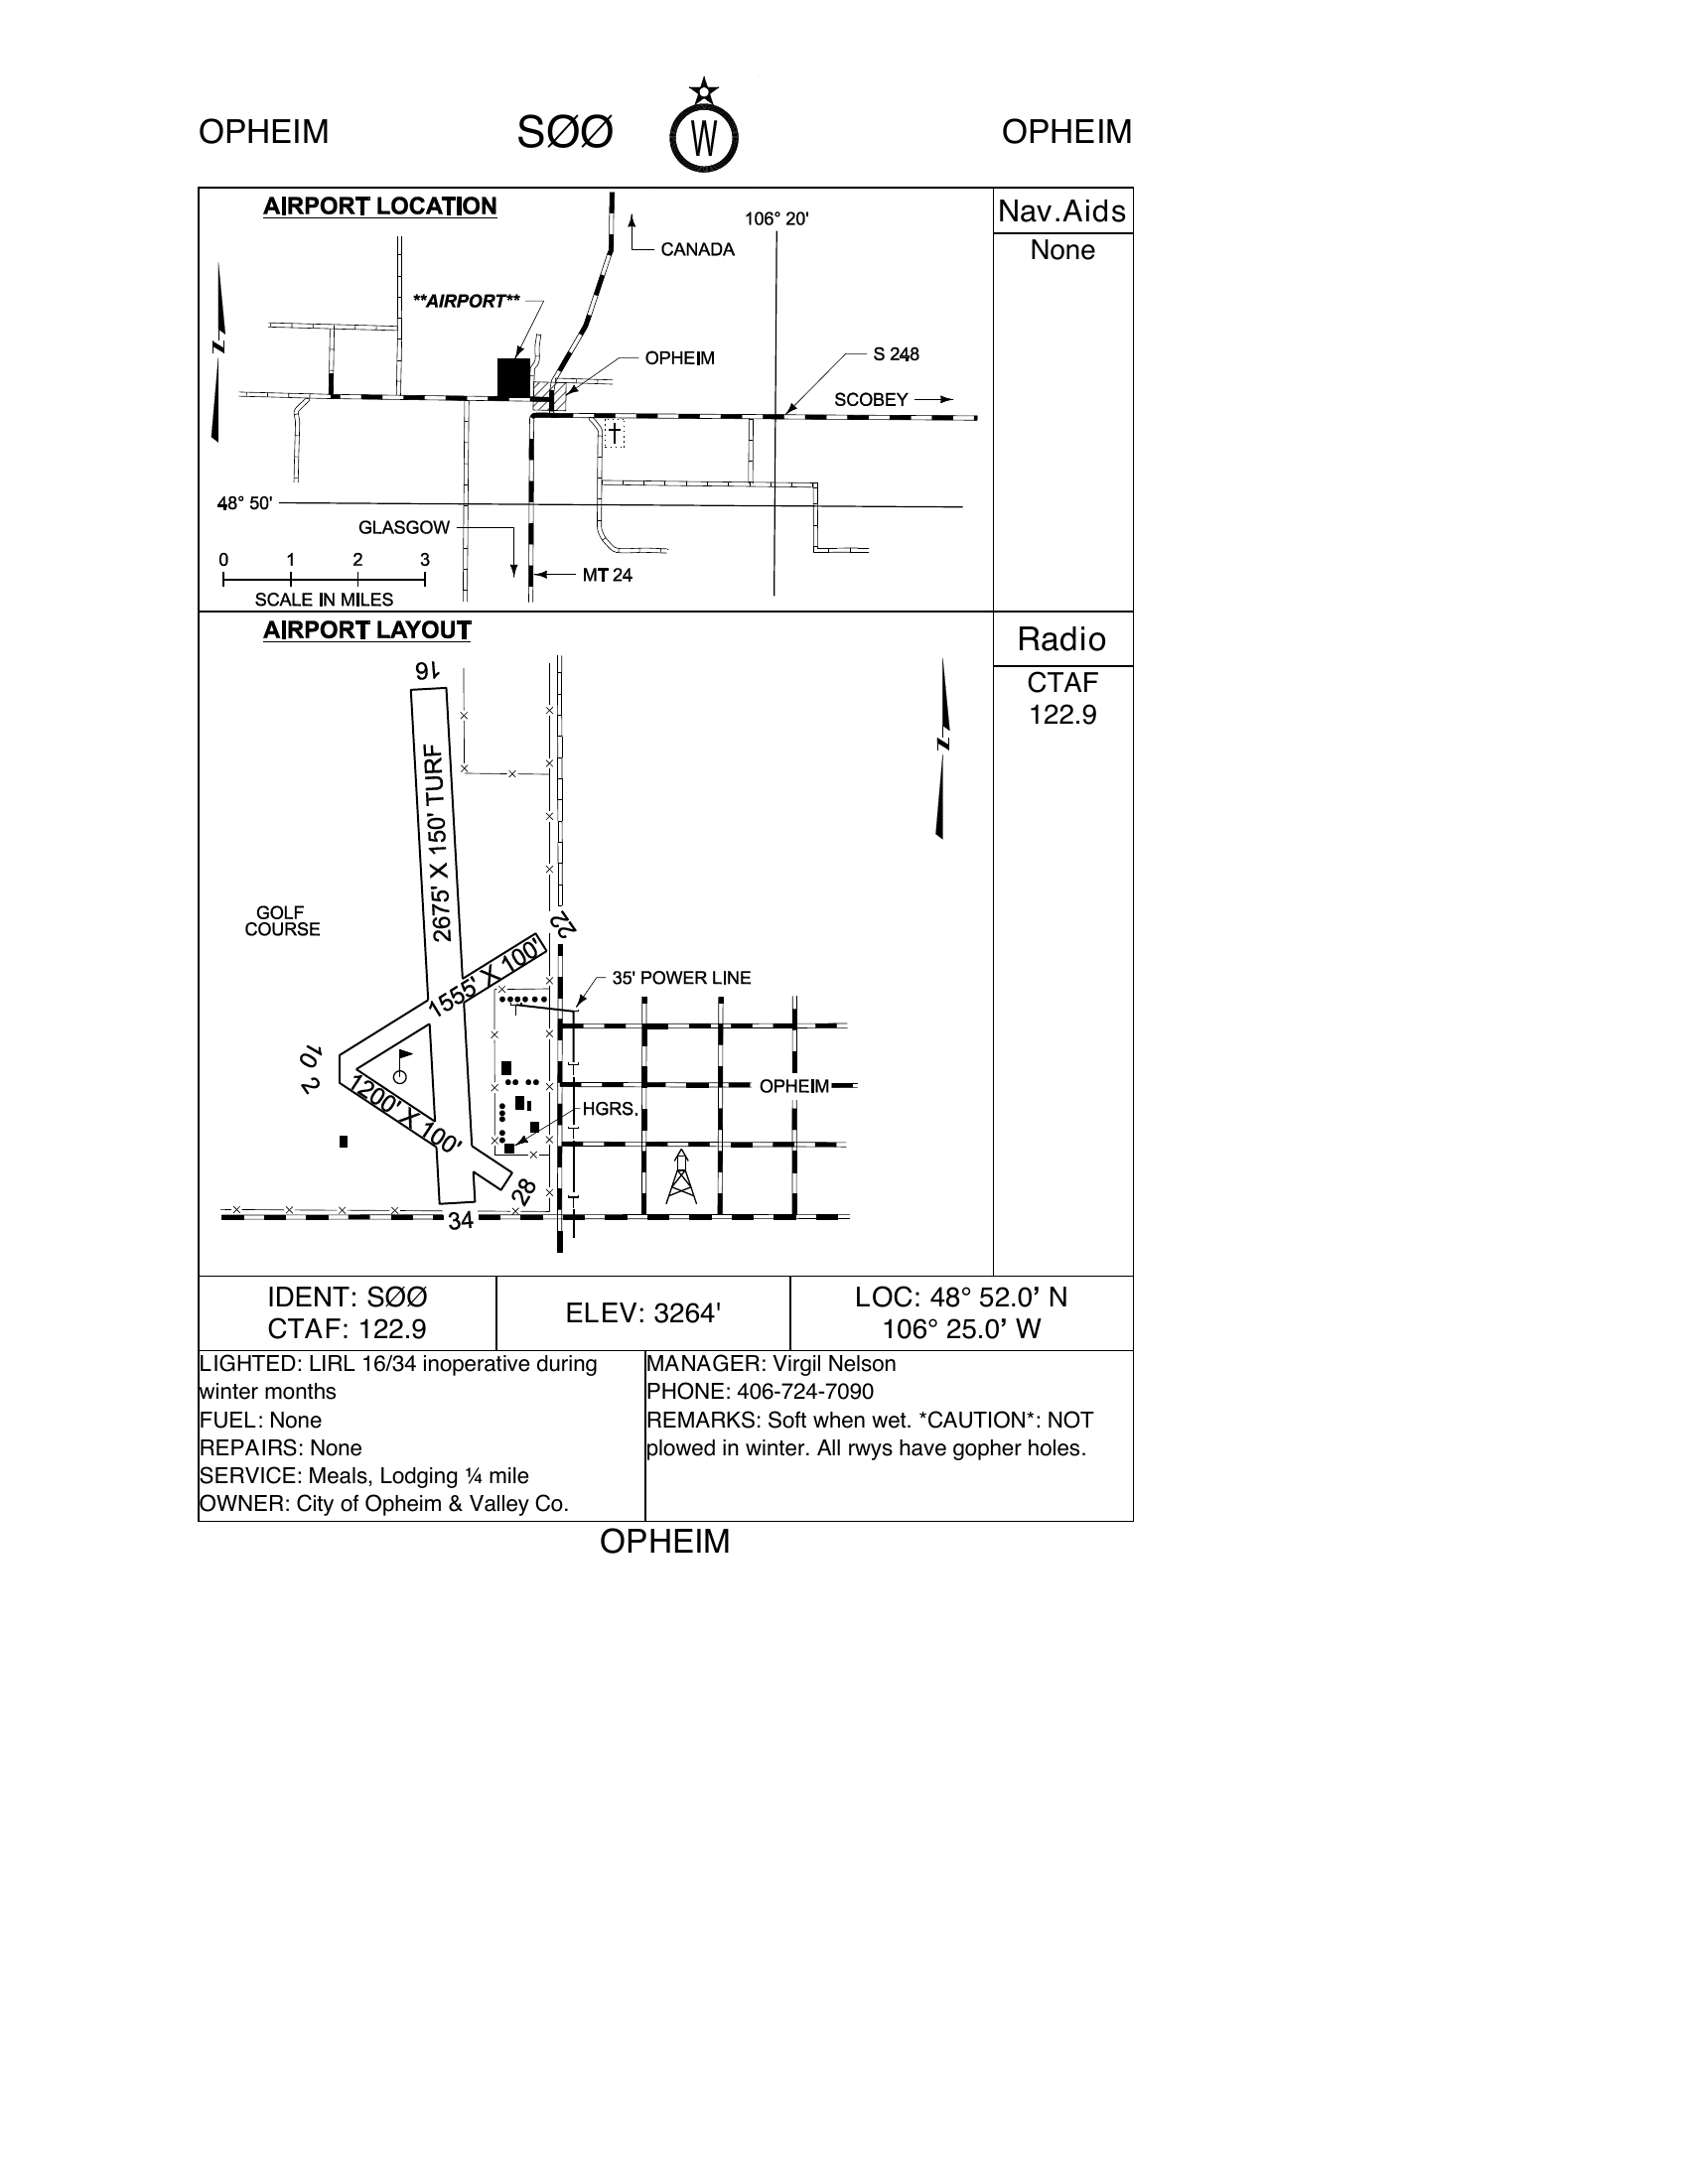 OPHEIM
SØØ
W
OPHEIM
AIRPORT LOCATION
106° 20'
CANADA
**AIRPORT**
N
OPHEIM
S 248
SCOBEY
48° 50'
GLASGOW
0 1 2 3
MT 24
SCALE IN MILES
Nav.Aids
None
AIRPORT LAYOUT
16
2675' X 150' TURF
N
GOLF
COURSE
22
1555' X 100'
35' POWER LINE
10 2
1200' X 100'
OPHEIM
HGRS.
28
34
Radio
CTAF
122.9
IDENT: SØØ
CTAF: 122.9
ELEV: 3264'
LOC: 48° 52.0’ N
106° 25.0’ W
LIGHTED: LIRL 16/34 inoperative during
winter months
FUEL: None
REPAIRS: None
SERVICE: Meals, Lodging ¼ mile
OWNER: City of Opheim & Valley Co.
MANAGER: Virgil Nelson
PHONE: 406-724-7090
REMARKS: Soft when wet. *CAUTION*: NOT
plowed in winter. All rwys have gopher holes.
OPHEIM